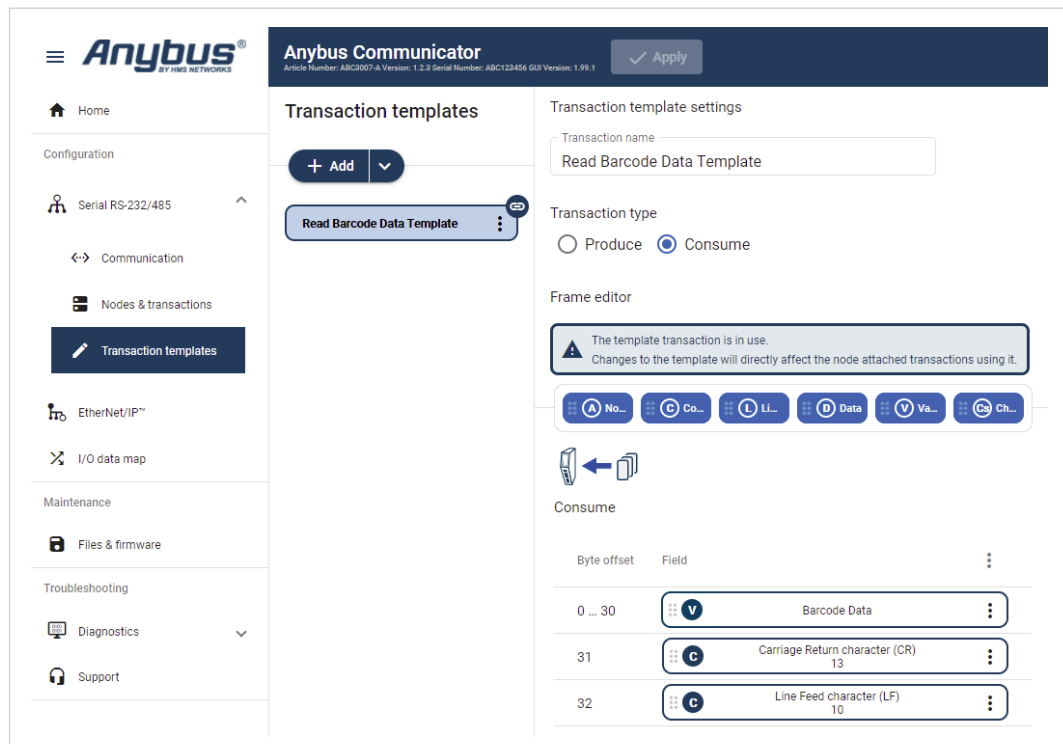 Anybus®
BY HMS NETWORKS
Anybus Communicator
Article Number: ABC3007-A Version: 1.2.3 Serial Number: ABC123456 GUI Version: 1.99.1
Apply
Home
Configuration
Serial RS-232/485
Communication
Nodes & transactions
Transaction templates
EtherNet/IP™
I/O data map
Maintenance
Files & firmware
Troubleshooting
Diagnostics
Support
Transaction templates
+ Add
Read Barcode Data Template
Transaction template settings
Transaction name
Read Barcode Data Template
Transaction type
Produce Consume
Frame editor
The template transaction is in use.
Changes to the template will directly affect the node attached transactions using it.
A No... C Co... L Li... D Data V Va... Cs Ch...
Consume
Byte offset Field
0 ... 30 V Barcode Data
31 C Carriage Return character (CR)
13
32 C Line Feed character (LF)
10